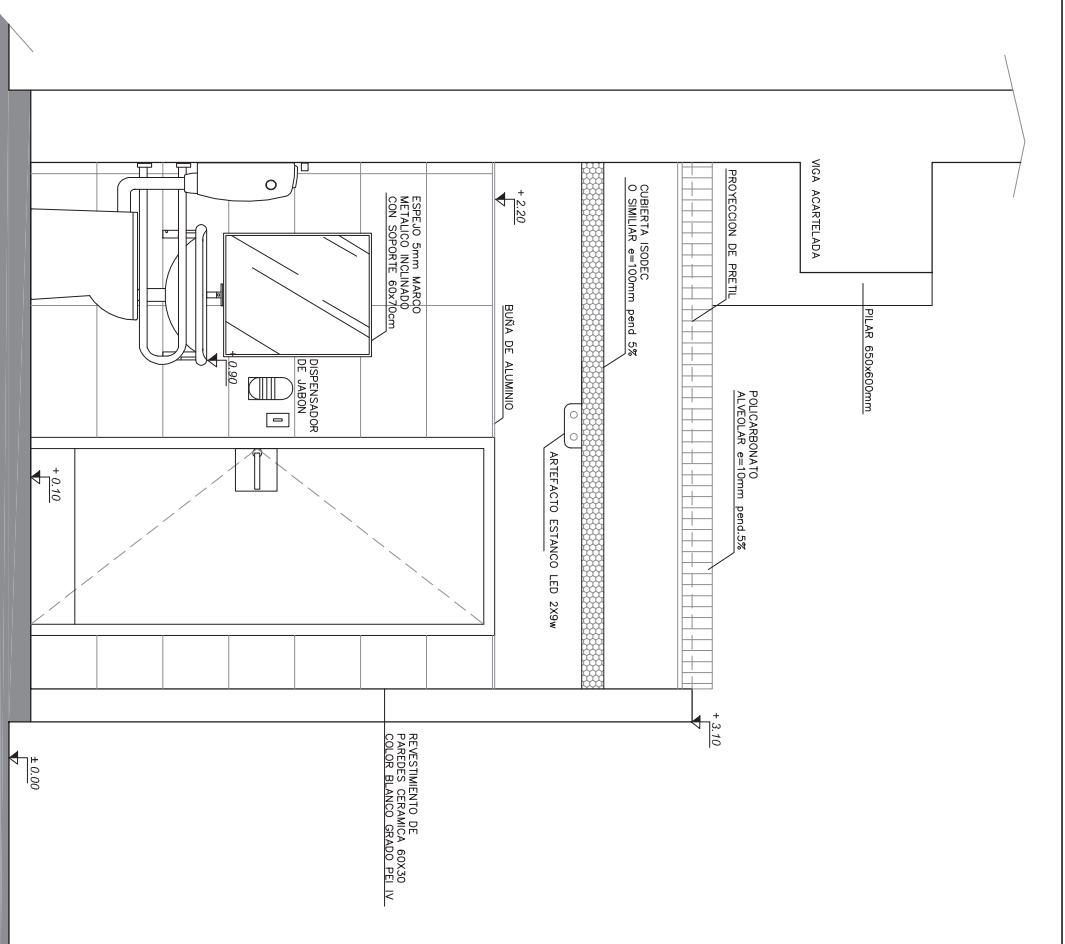 VIGA ACARTELADA
PILAR 650x600mm
PROYECCION DE PRETIL
POLICARBONATO
ALVEOLAR e=10mm pend.5%
+ 3.10
CUBIERTA ISODEC
O SIMILIAR e=100mm pend 5%
ARTEFACTO ESTANCO LED 2X9w
+ 2.20
BUÑA DE ALUMINIO
ESPEJO 5mm MARCO
METALICO INCLINADO
CON SOPORTE 60x70cm
REVESTIMIENTO DE
PAREDES CERAMICA 60X30
COLOR BLANCO GRADO PEI IV
DISPENSADOR
DE JABON
+ 0.90
+ 0.10
± 0.00